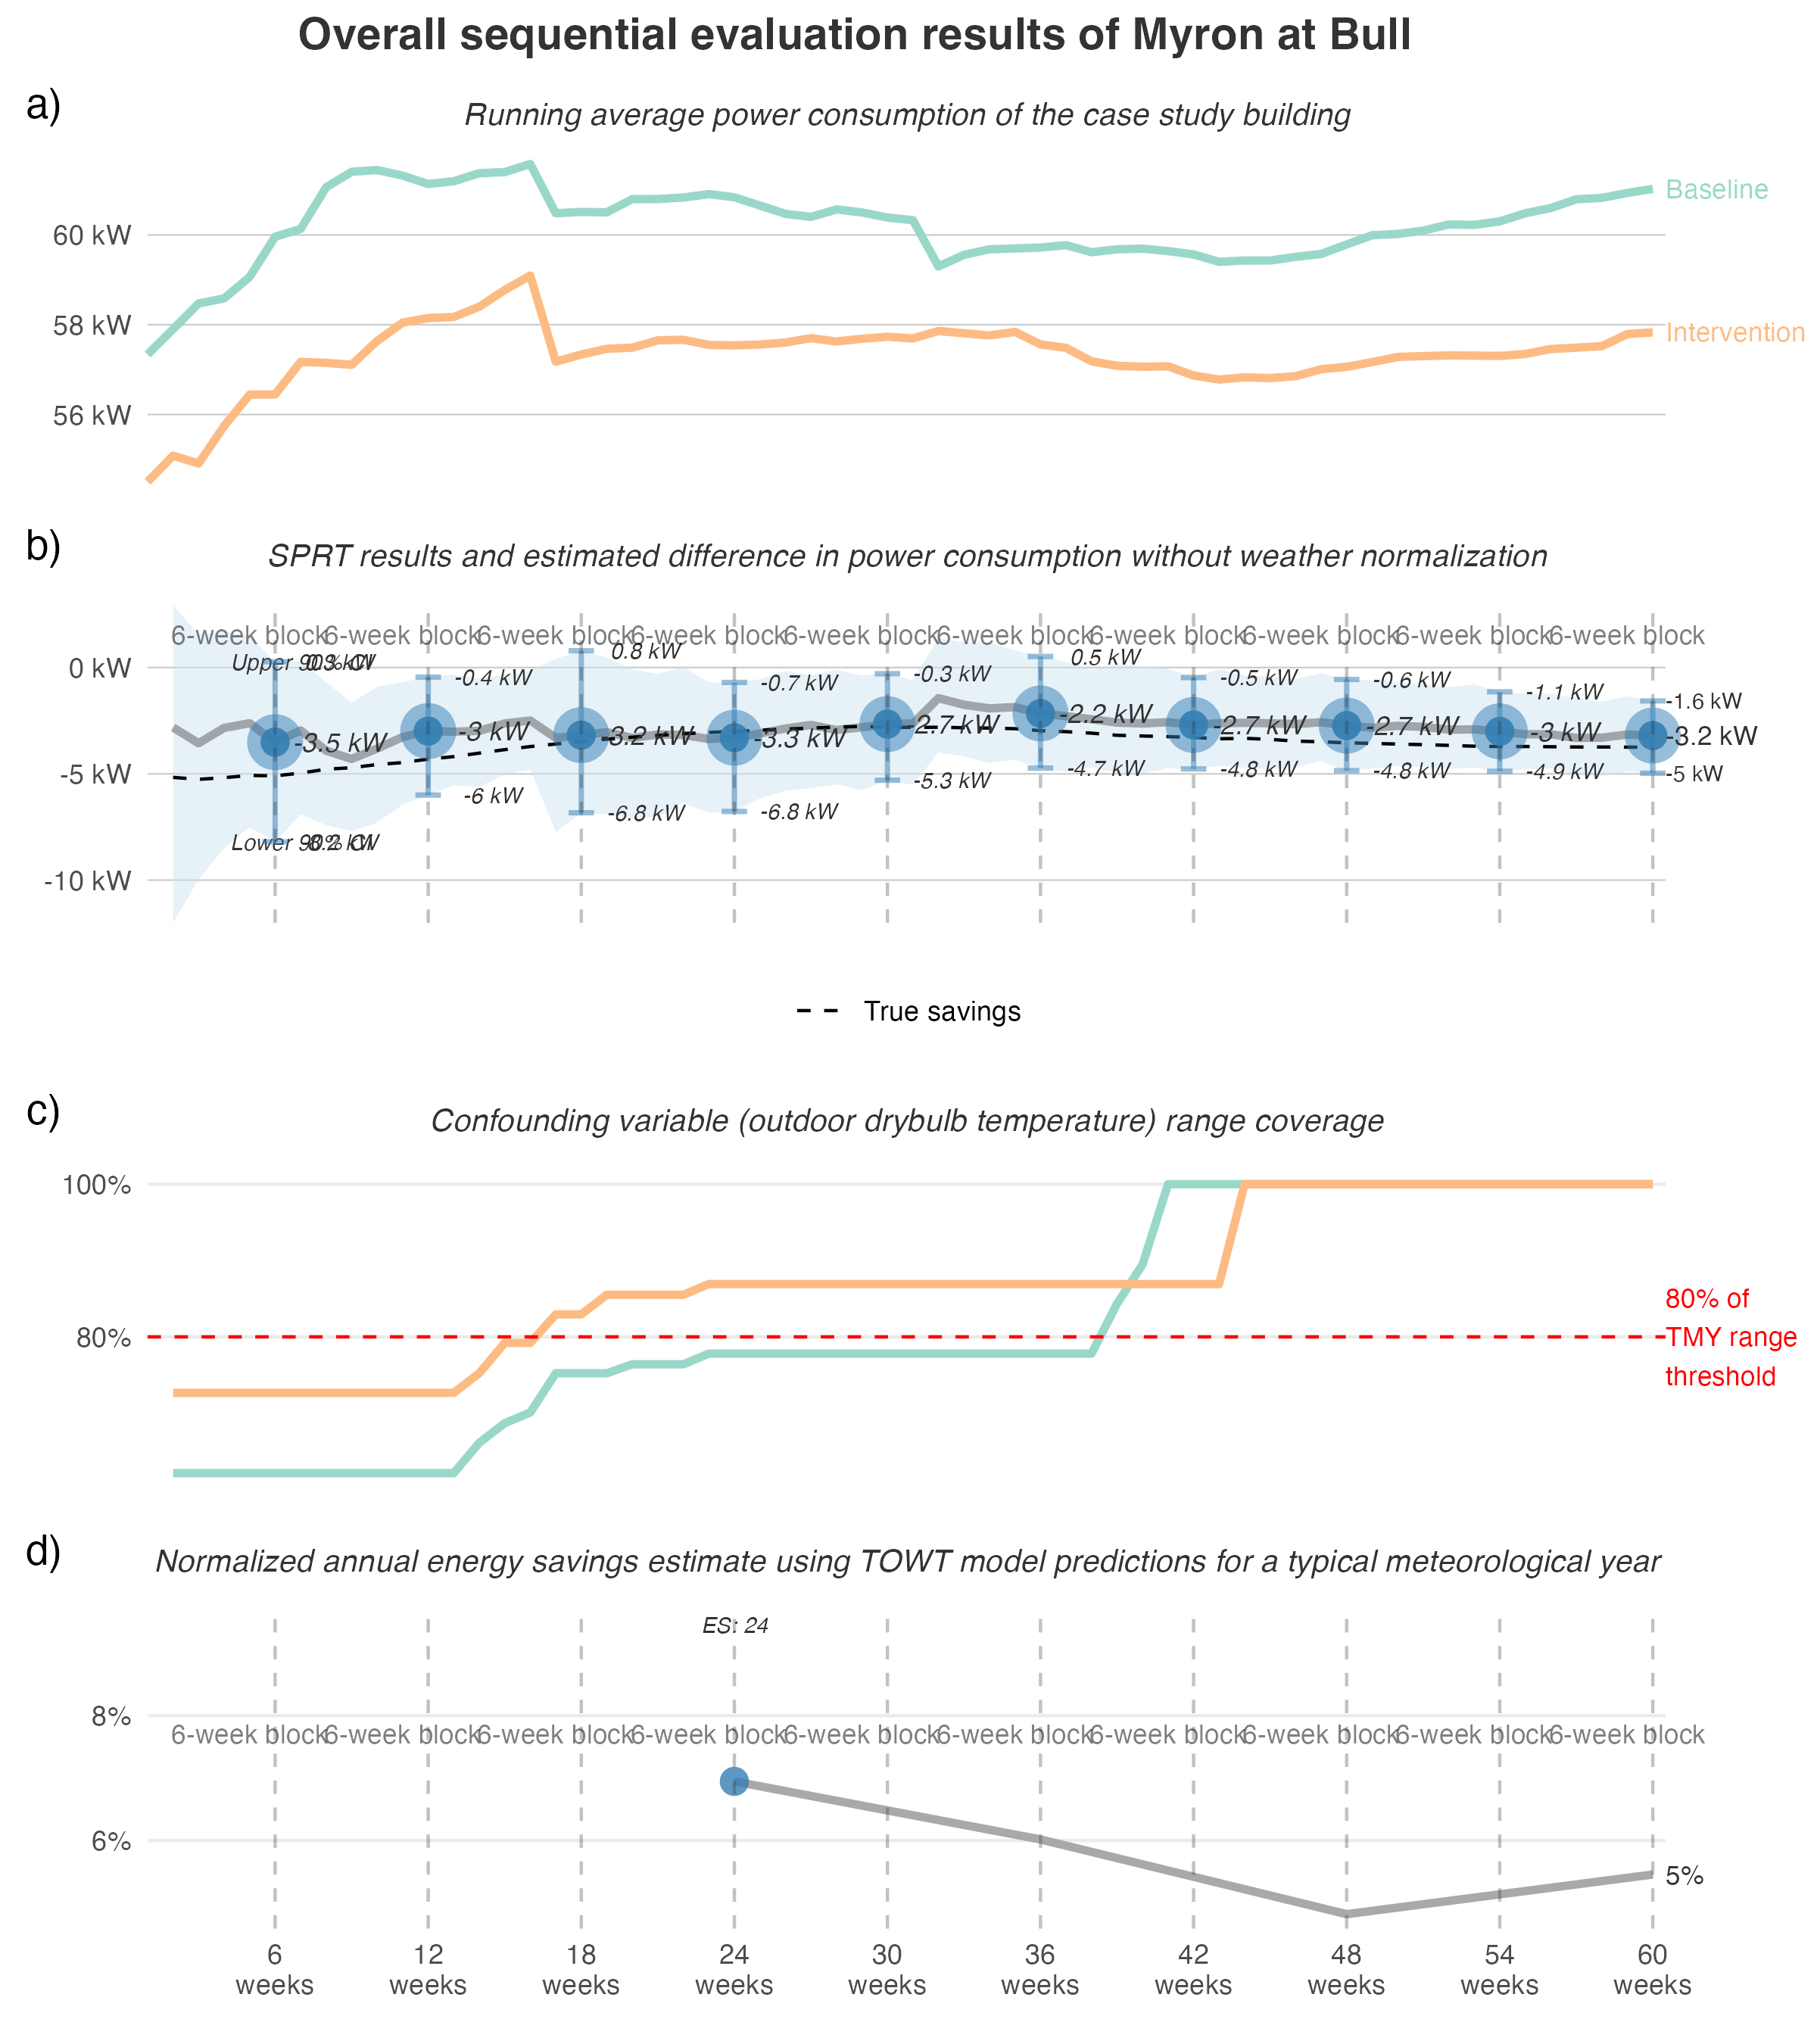 Overall sequential evaluation results of Myron at Bull
a)
Running average power consumption of the case study building
Baseline
60 kW
58 kW
Intervention
56 kW
b)
SPRT results and estimated difference in power consumption without weather normalization
6-week block 6-week block 6-week block 6-week block 6-week block 6-week block 6-week block 6-week block 6-week block 6-week block
0 kW
Upper 90% CI 0.3 kW -0.4 kW 0.8 kW -0.7 kW -0.3 kW 0.5 kW -0.5 kW -0.6 kW -1.1 kW -1.6 kW
-3.5 kW -3 kW -3.2 kW -3.3 kW -2.7 kW -2.2 kW -2.7 kW -2.7 kW -3 kW -3.2 kW
-5 kW
Lower 90% CI -8.2 kW -6 kW -6.8 kW -6.8 kW -5.3 kW -4.7 kW -4.8 kW -4.8 kW -4.9 kW -5 kW
-10 kW
True savings
c)
Confounding variable (outdoor drybulb temperature) range coverage
100%
80%
80% of
TMY range
threshold
d)
Normalized annual energy savings estimate using TOWT model predictions for a typical meteorological year
ES: 24
8%
6-week block 6-week block 6-week block 6-week block 6-week block 6-week block 6-week block 6-week block 6-week block 6-week block
6%
5%
6 12 18 24 30 36 42 48 54 60
weeks weeks weeks weeks weeks weeks weeks weeks weeks weeks